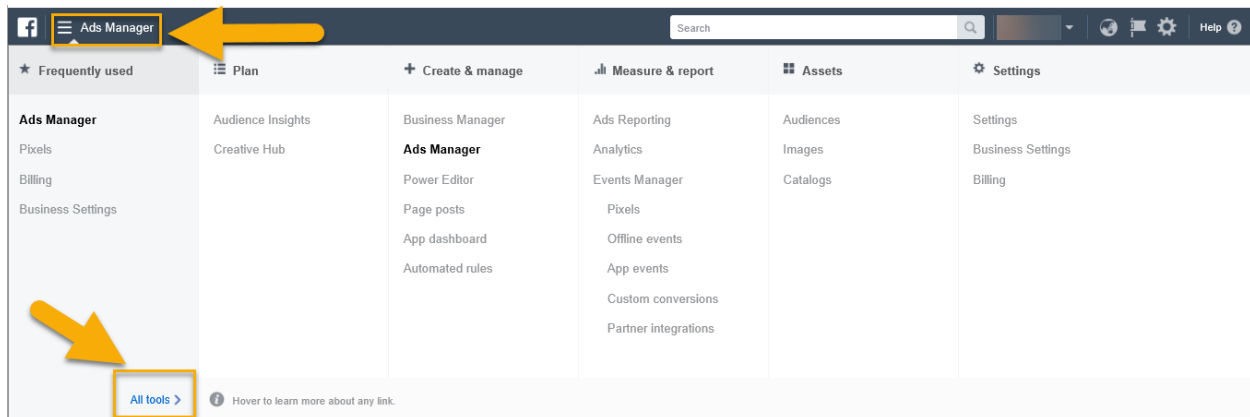 f Ads Manager Search Help ?
Frequently used
Ads Manager
Pixels
Billing
Business Settings
All tools >
Plan
Audience Insights
Creative Hub
Create & manage
Business Manager
Ads Manager
Power Editor
Page posts
App dashboard
Automated rules
Measure & report
Ads Reporting
Analytics
Events Manager
Pixels
Offline events
App events
Custom conversions
Partner integrations
Assets
Audiences
Images
Catalogs
Settings
Settings
Business Settings
Billing
Hover to learn more about any link.